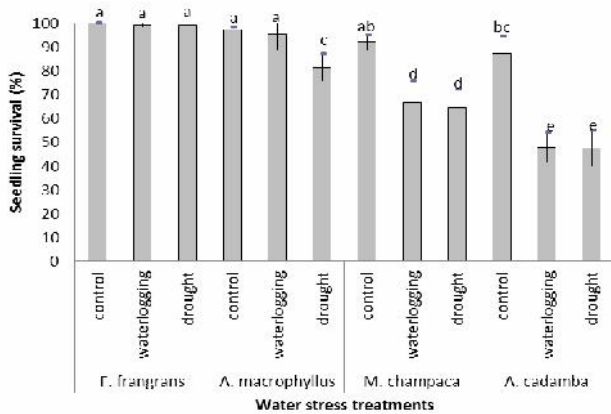 Seedling survival (%)
100
90
80
70
60
50
40
30
20
10
0
a a a a a c ab d d bc e e
control waterlogging drought control waterlogging drought control waterlogging drought control waterlogging drought
F. frangrans A. macrophyllus M. champaca A. cadamba
Water stress treatments